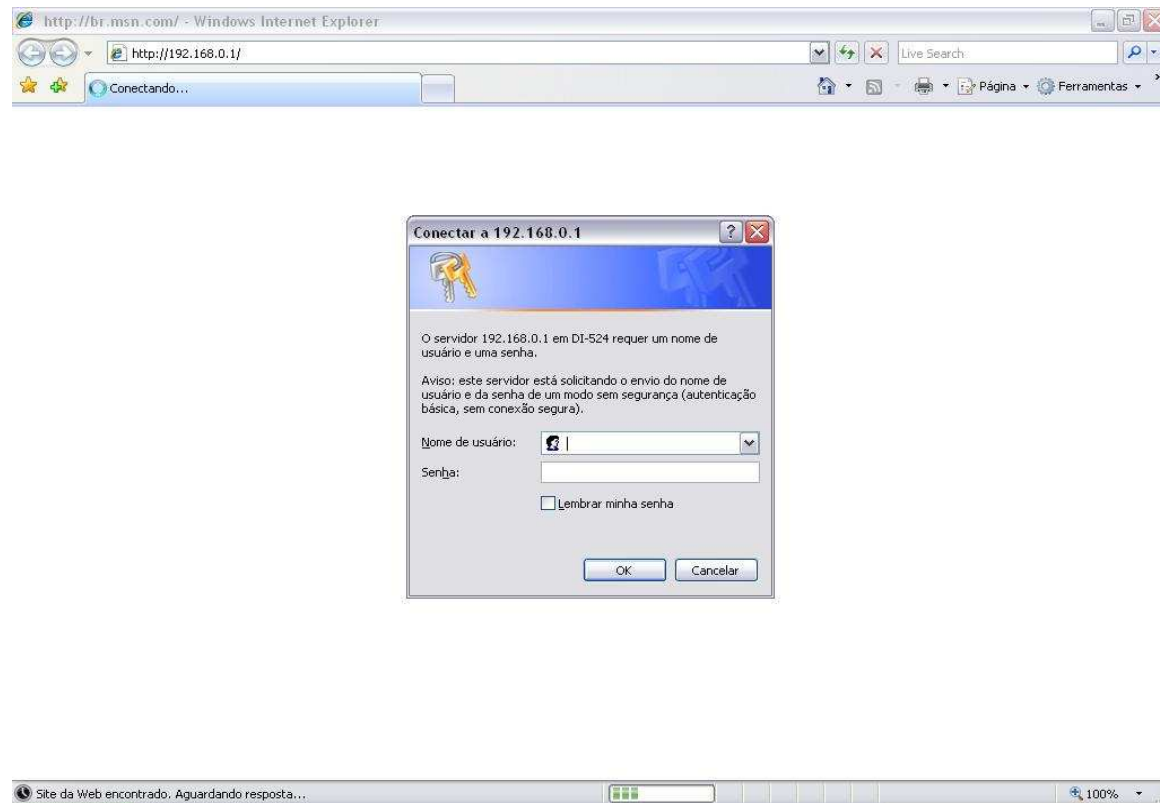 http://br.msn.com/ - Windows Internet Explorer
http://192.168.0.1/
Live Search
Conectando...
Página
Ferramentas
Conectar a 192.168.0.1
O servidor 192.168.0.1 em DI-524 requer um nome de
usuário e uma senha.
Aviso: este servidor está solicitando o envio do nome de
usuário e da senha de um modo sem segurança (autenticação
básica, sem conexão segura).
Nome de usuário:
Senha:
Lembrar minha senha
OK
Cancelar
Site da Web encontrado. Aguardando resposta...
100%